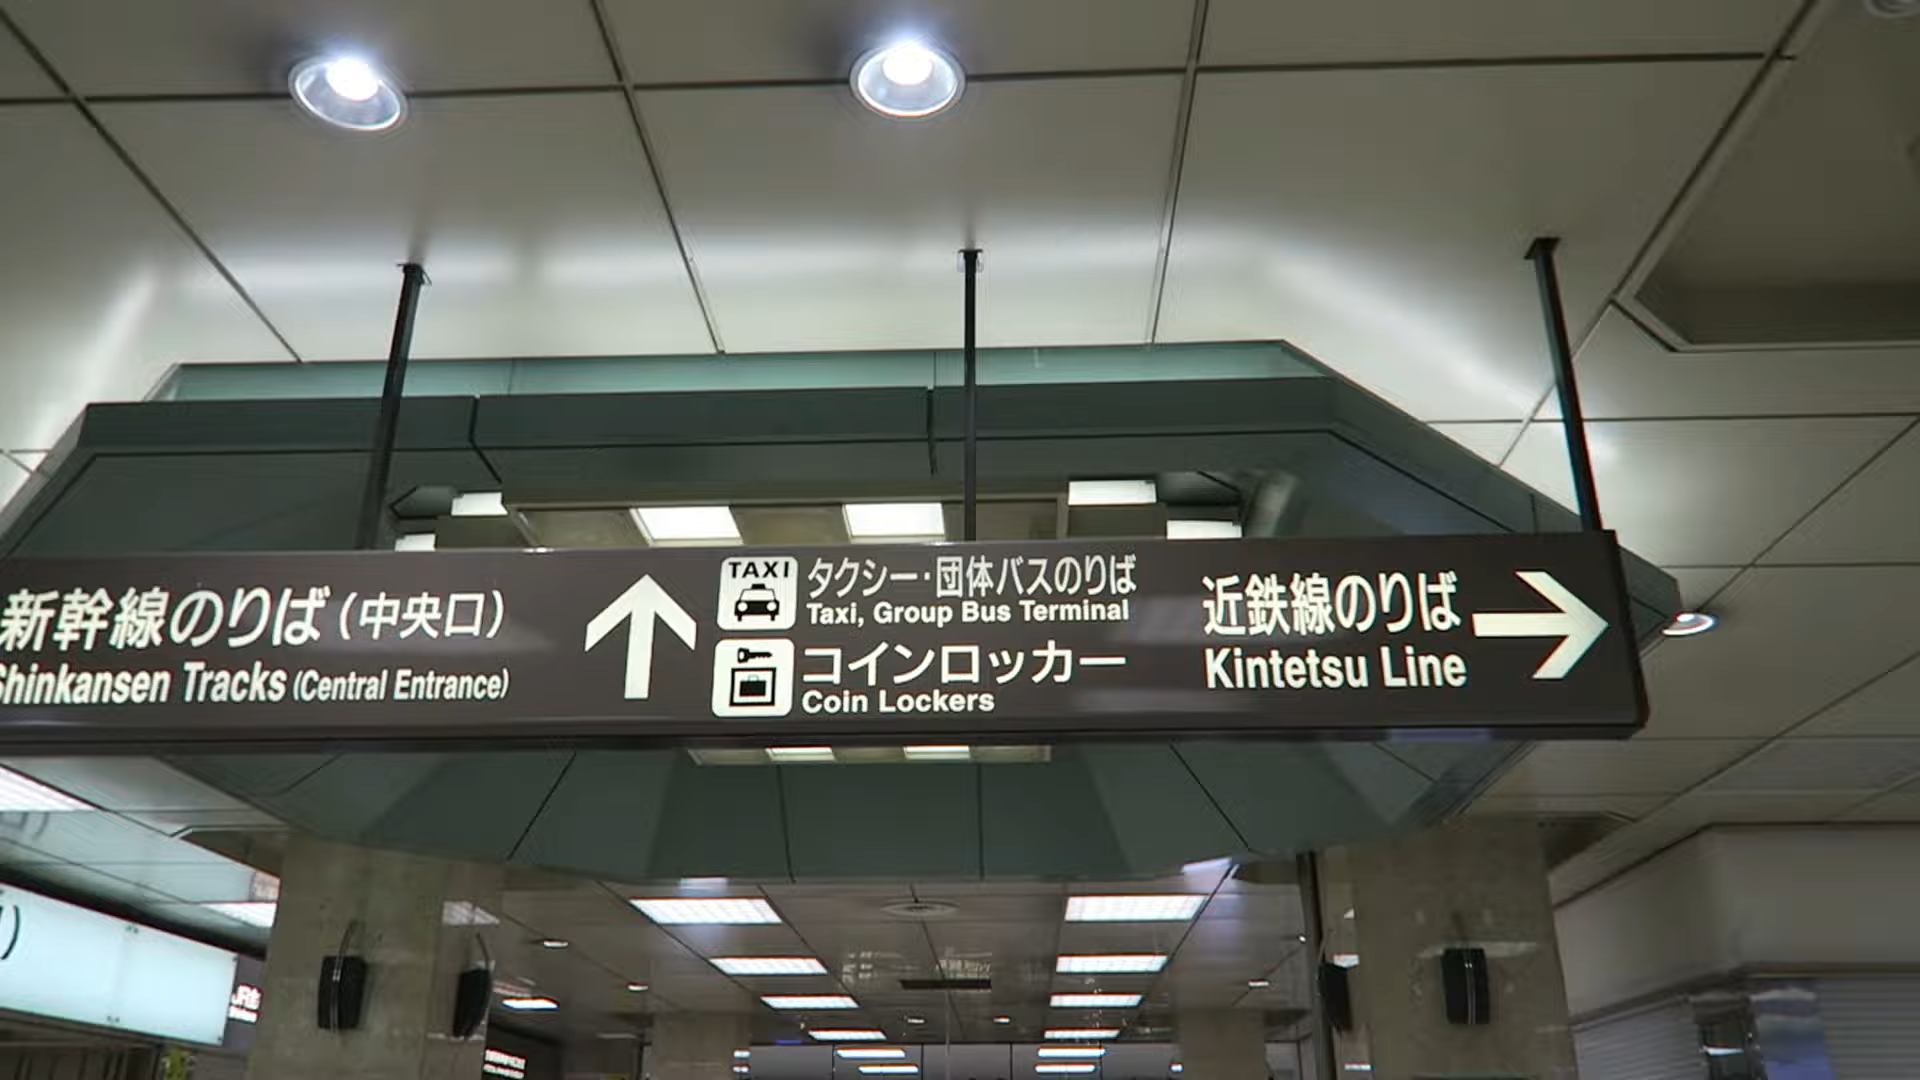 新幹線のりば(中央口)
Shinkansen Tracks (Central Entrance)
TAXI
タクシー・団体バスのりば
Taxi, Group Bus Terminal
コインロッカー
Coin Lockers
近鉄線のりば
Kintetsu Line